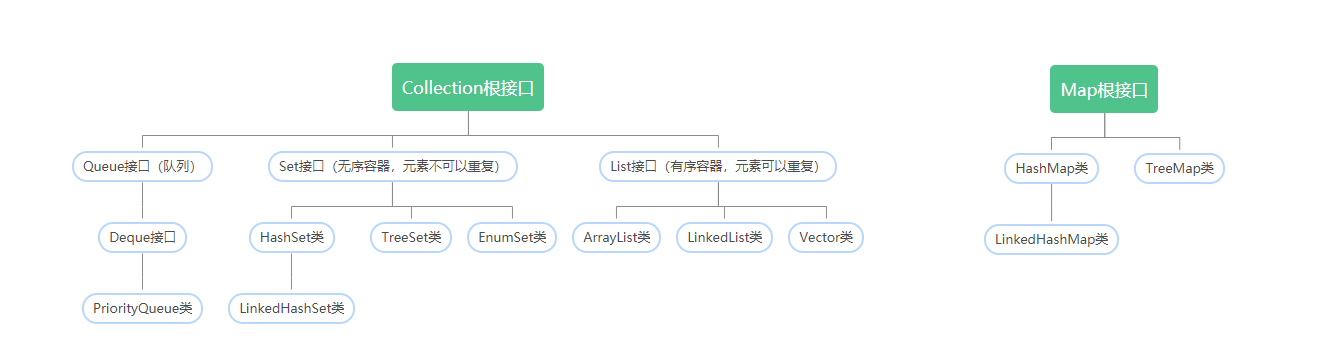 Collection根接口
Map根接口
Queue接口（队列）
Set接口（无序容器，元素不可以重复）
List接口（有序容器，元素可以重复）
HashMap类
TreeMap类
Deque接口
HashSet类
TreeSet类
EnumSet类
ArrayList类
LinkedList类
Vector类
LinkedHashMap类
PriorityQueue类
LinkedHashSet类